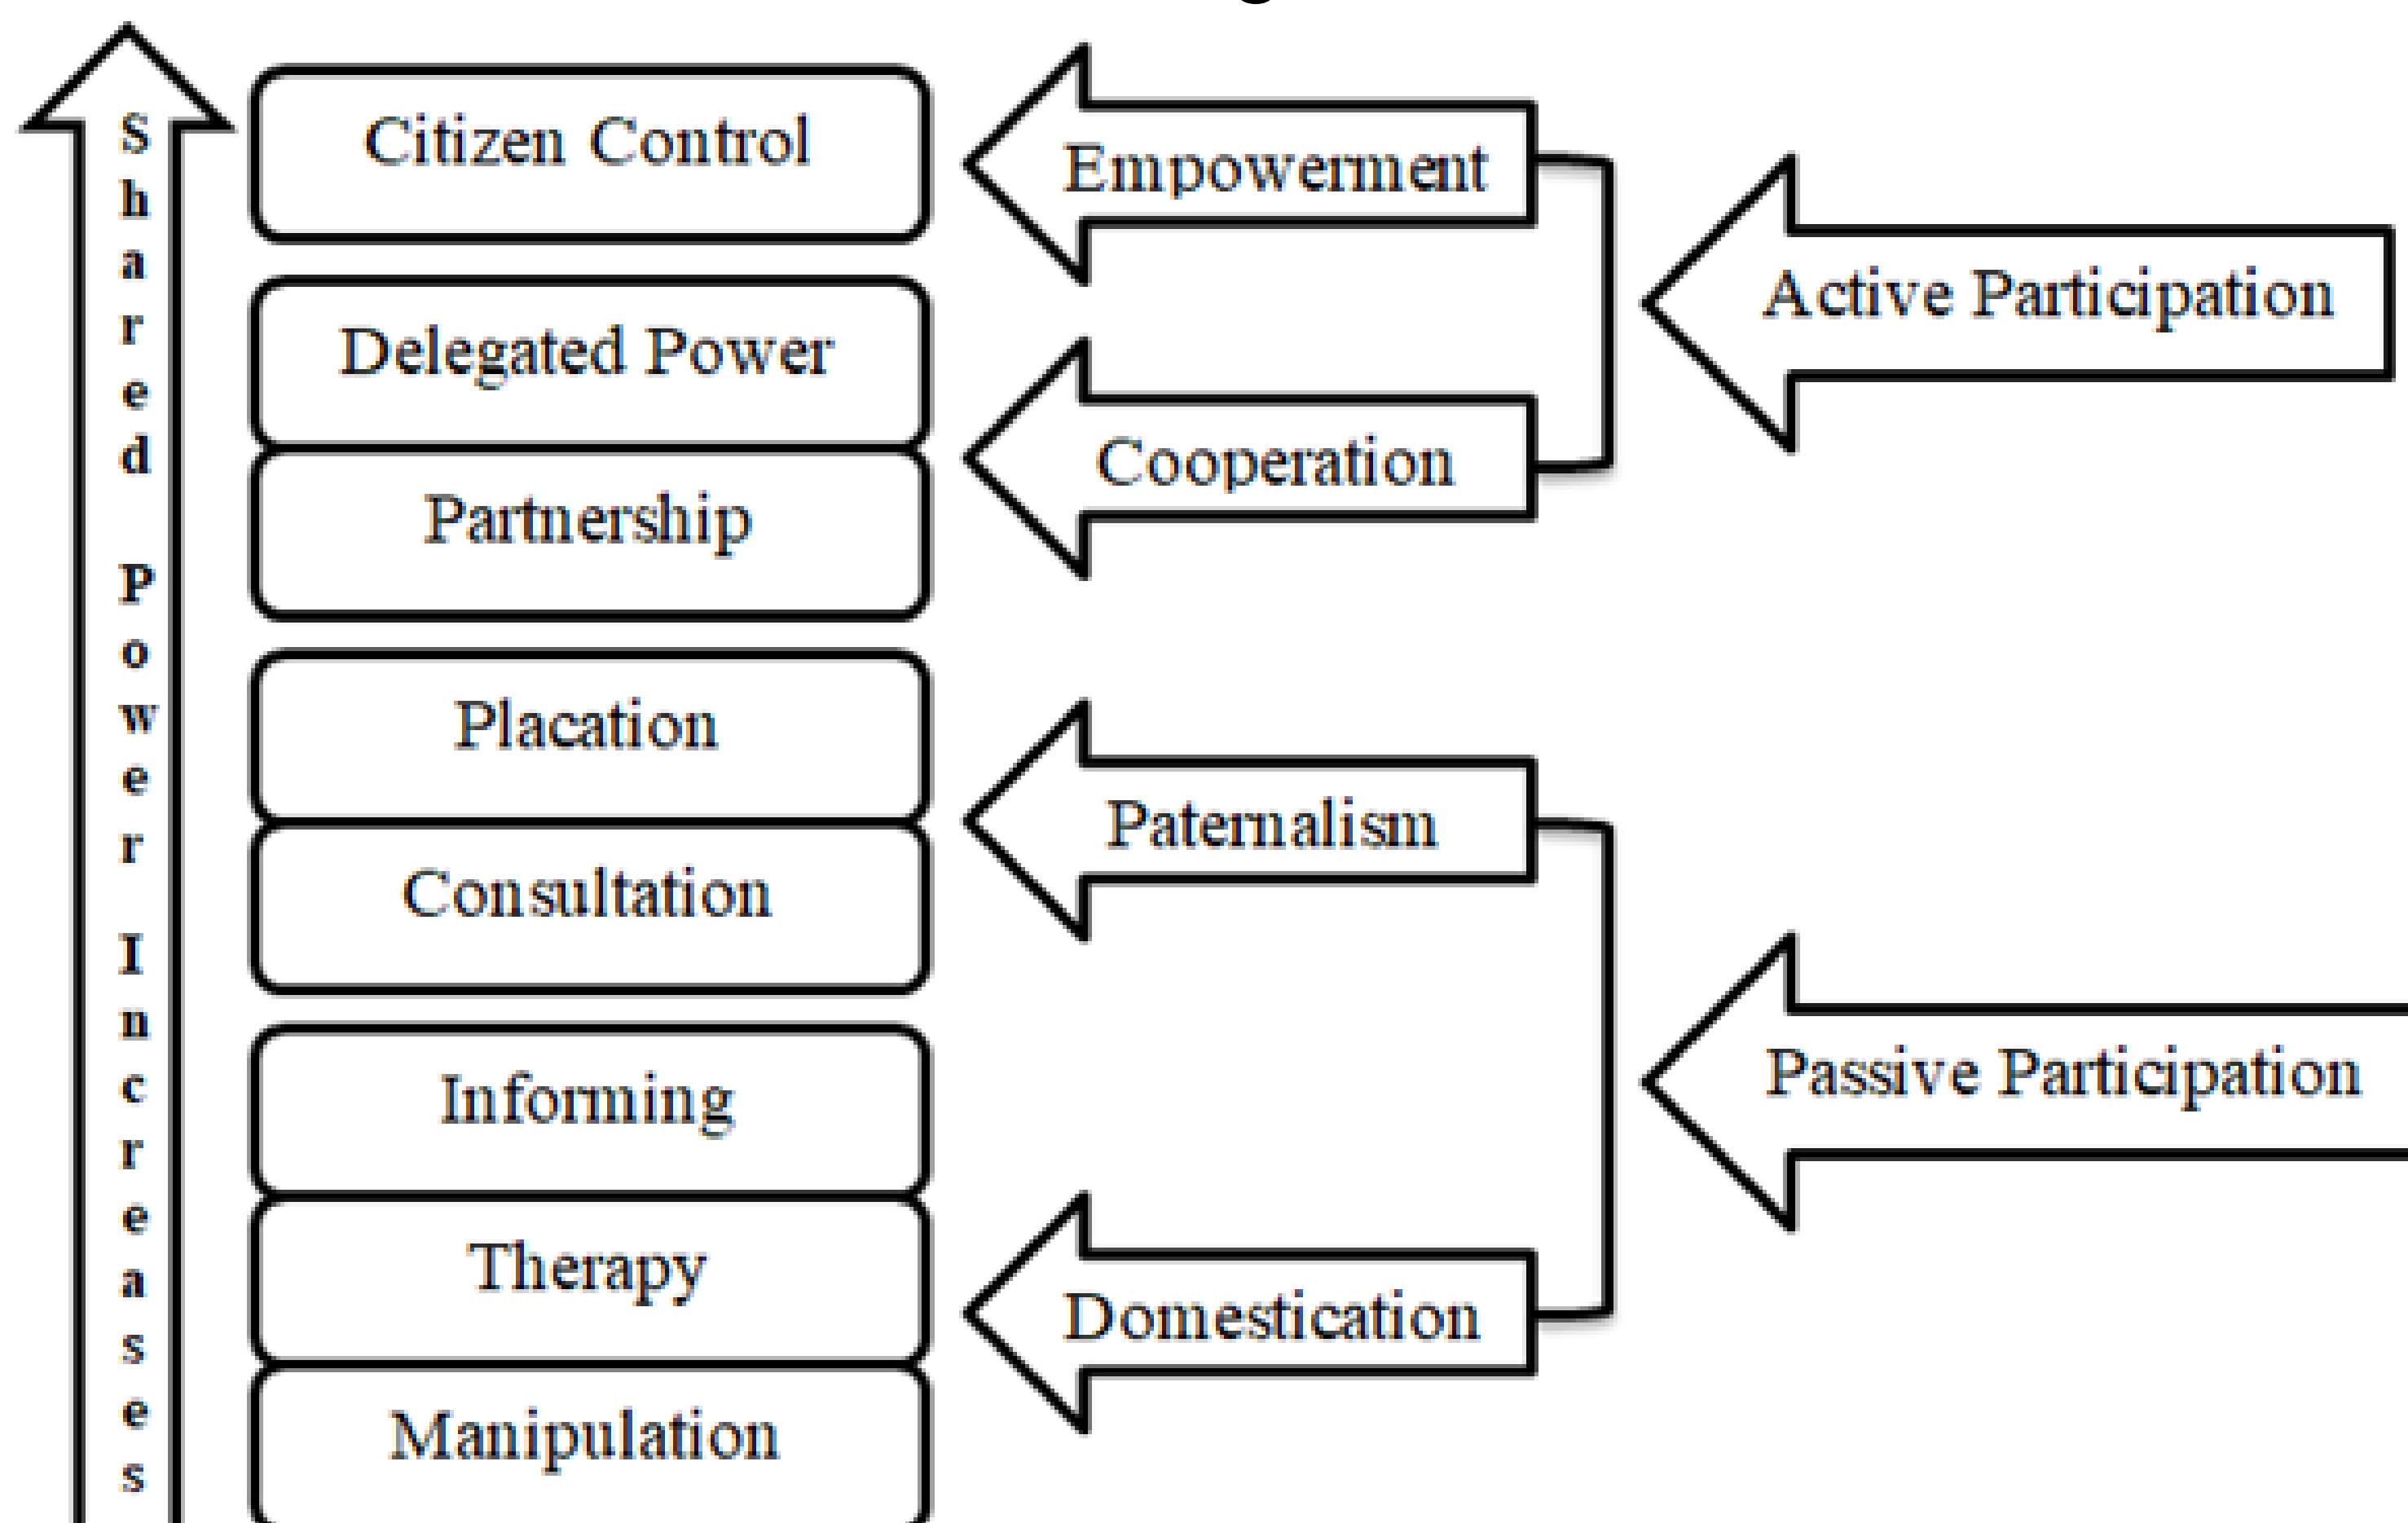 Shared Power Increases
Citizen Control
Delegated Power
Partnership
Placation
Consultation
Informing
Therapy
Manipulation
Empowerment
Cooperation
Paternalism
Domestication
Active Participation
Passive Participation